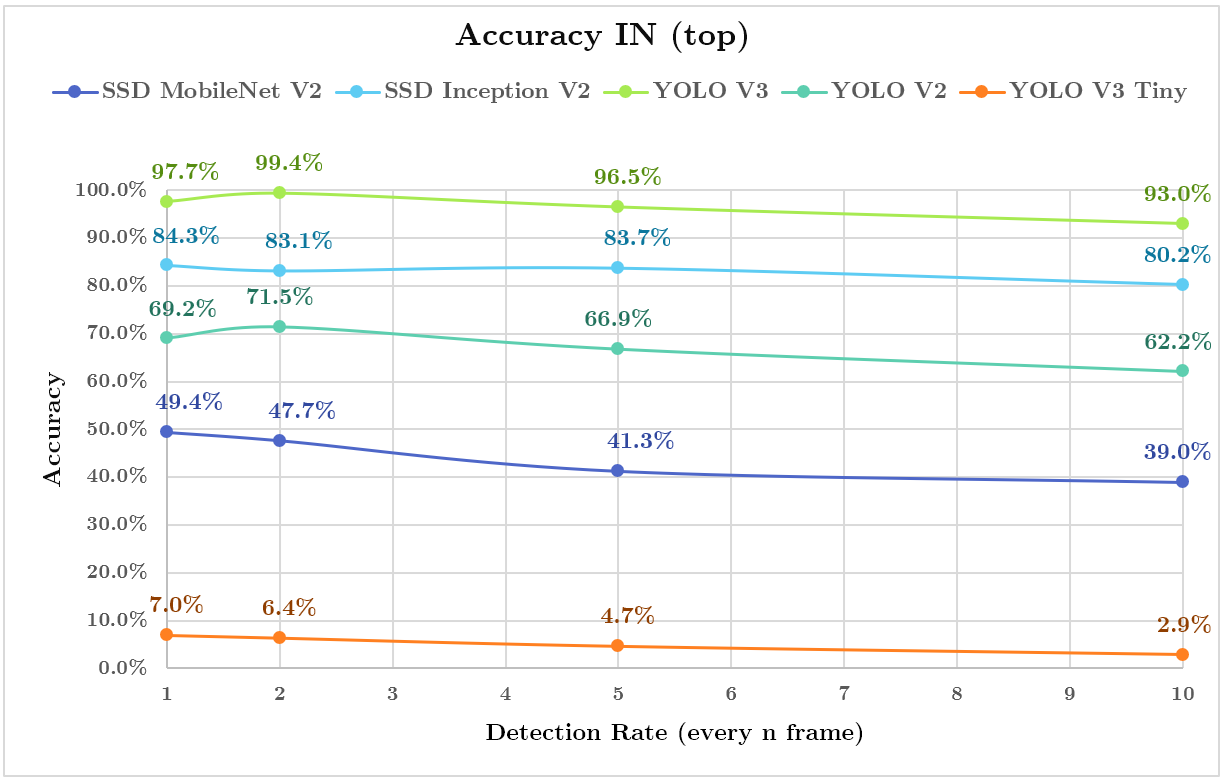 Accuracy IN (top)
SSD MobileNet V2 SSD Inception V2 YOLO V3 YOLO V2 YOLO V3 Tiny
97.7% 99.4% 96.5% 93.0%
84.3% 83.1% 83.7% 80.2%
69.2% 71.5% 66.9% 62.2%
49.4% 47.7% 41.3% 39.0%
7.0% 6.4% 4.7% 2.9%
100.0%
90.0%
80.0%
70.0%
60.0%
50.0%
40.0%
30.0%
20.0%
10.0%
0.0%
Accuracy
1 2 3 4 5 6 7 8 9 10
Detection Rate (every n frame)